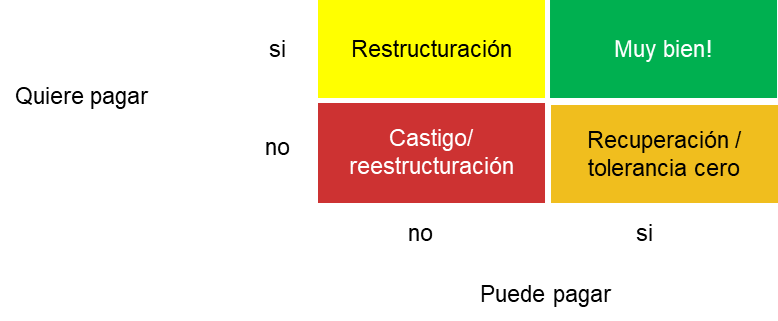 si
Restructuración
Muy bien!
Quiere pagar
no
Castigo/
reestructuración
Recuperación /
tolerancia cero
no
si
Puede pagar